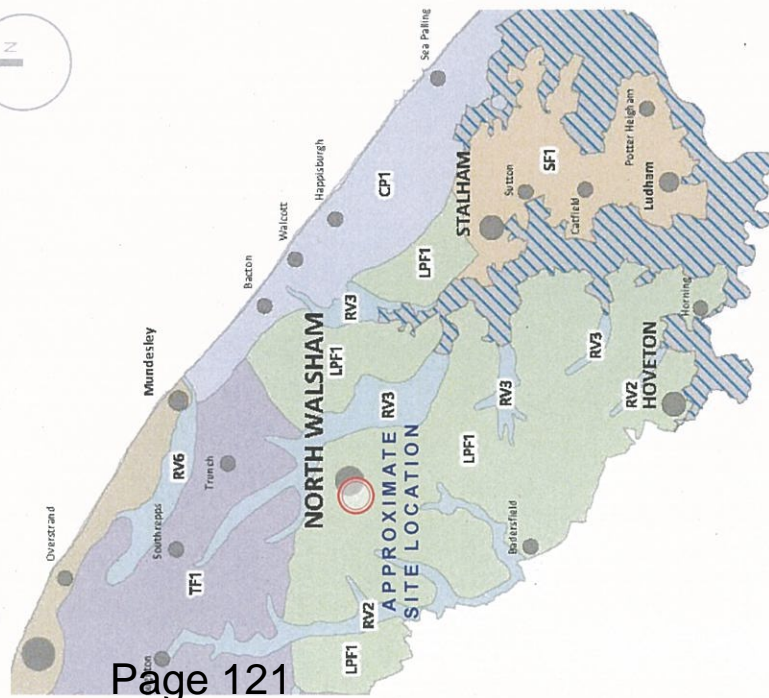 N
Overstrand
Mundesley
Sea Palling
Happisburgh
Walcott
Bacton
CP1
RV6
Trunch
Southrepps
TF1
NORTH WALSHAM
LPF1
RV3
LPF1
STALHAM
Sutton
SF1
Catfield
Potter Heigham
Ludham
RV3
APPROXIMATE
SITE LOCATION
LPF1
RV3
RV3
RV2
HOVETON
Horning
Badersfield
RV2
LPF1
Page 121